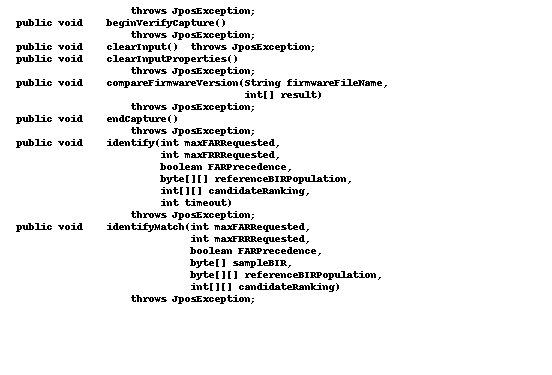 throws JposException;
public void beginVerifyCapture()
throws JposException;
public void clearInput() throws JposException;
public void clearInputProperties()
throws JposException;
public void compareFirmwareVersion(String firmwareFileName,
int[] result)
throws JposException;
public void endCapture()
throws JposException;
public void identify(int maxFARRequested,
int maxFRRRequested,
boolean FARPrecedence,
byte[][] referenceBIRPopulation,
int[][] candidateRanking,
int timeout)
throws JposException;
public void identifyMatch(int maxFARRequested,
int maxFRRRequested,
boolean FARPrecedence,
byte[] sampleBIR,
byte[][] referenceBIRPopulation,
int[][] candidateRanking)
throws JposException;